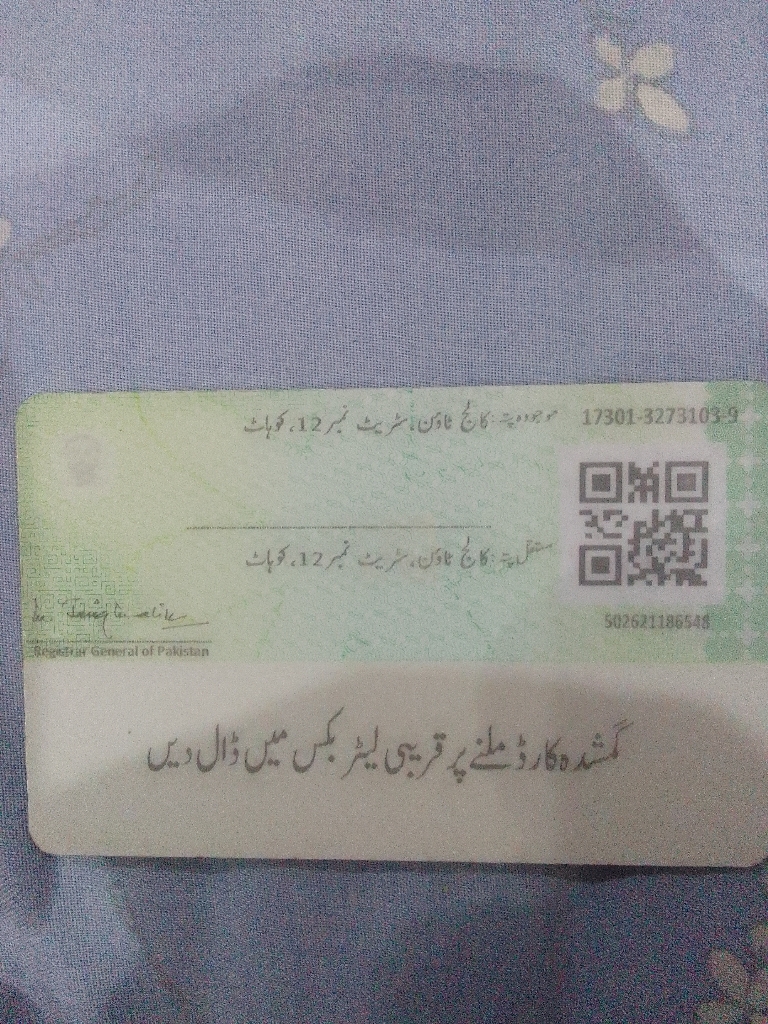 17301-3273103-9
موجودہ پتہ: کالج ٹاؤن، سٹریٹ نمبر 12، کوہاٹ
مستقل پتہ: کالج ٹاؤن، سٹریٹ نمبر 12، کوہاٹ
502621186548
Registrar General of Pakistan
گمشدہ کارڈ ملنے پر قریبی لیٹر بکس میں ڈال دیں